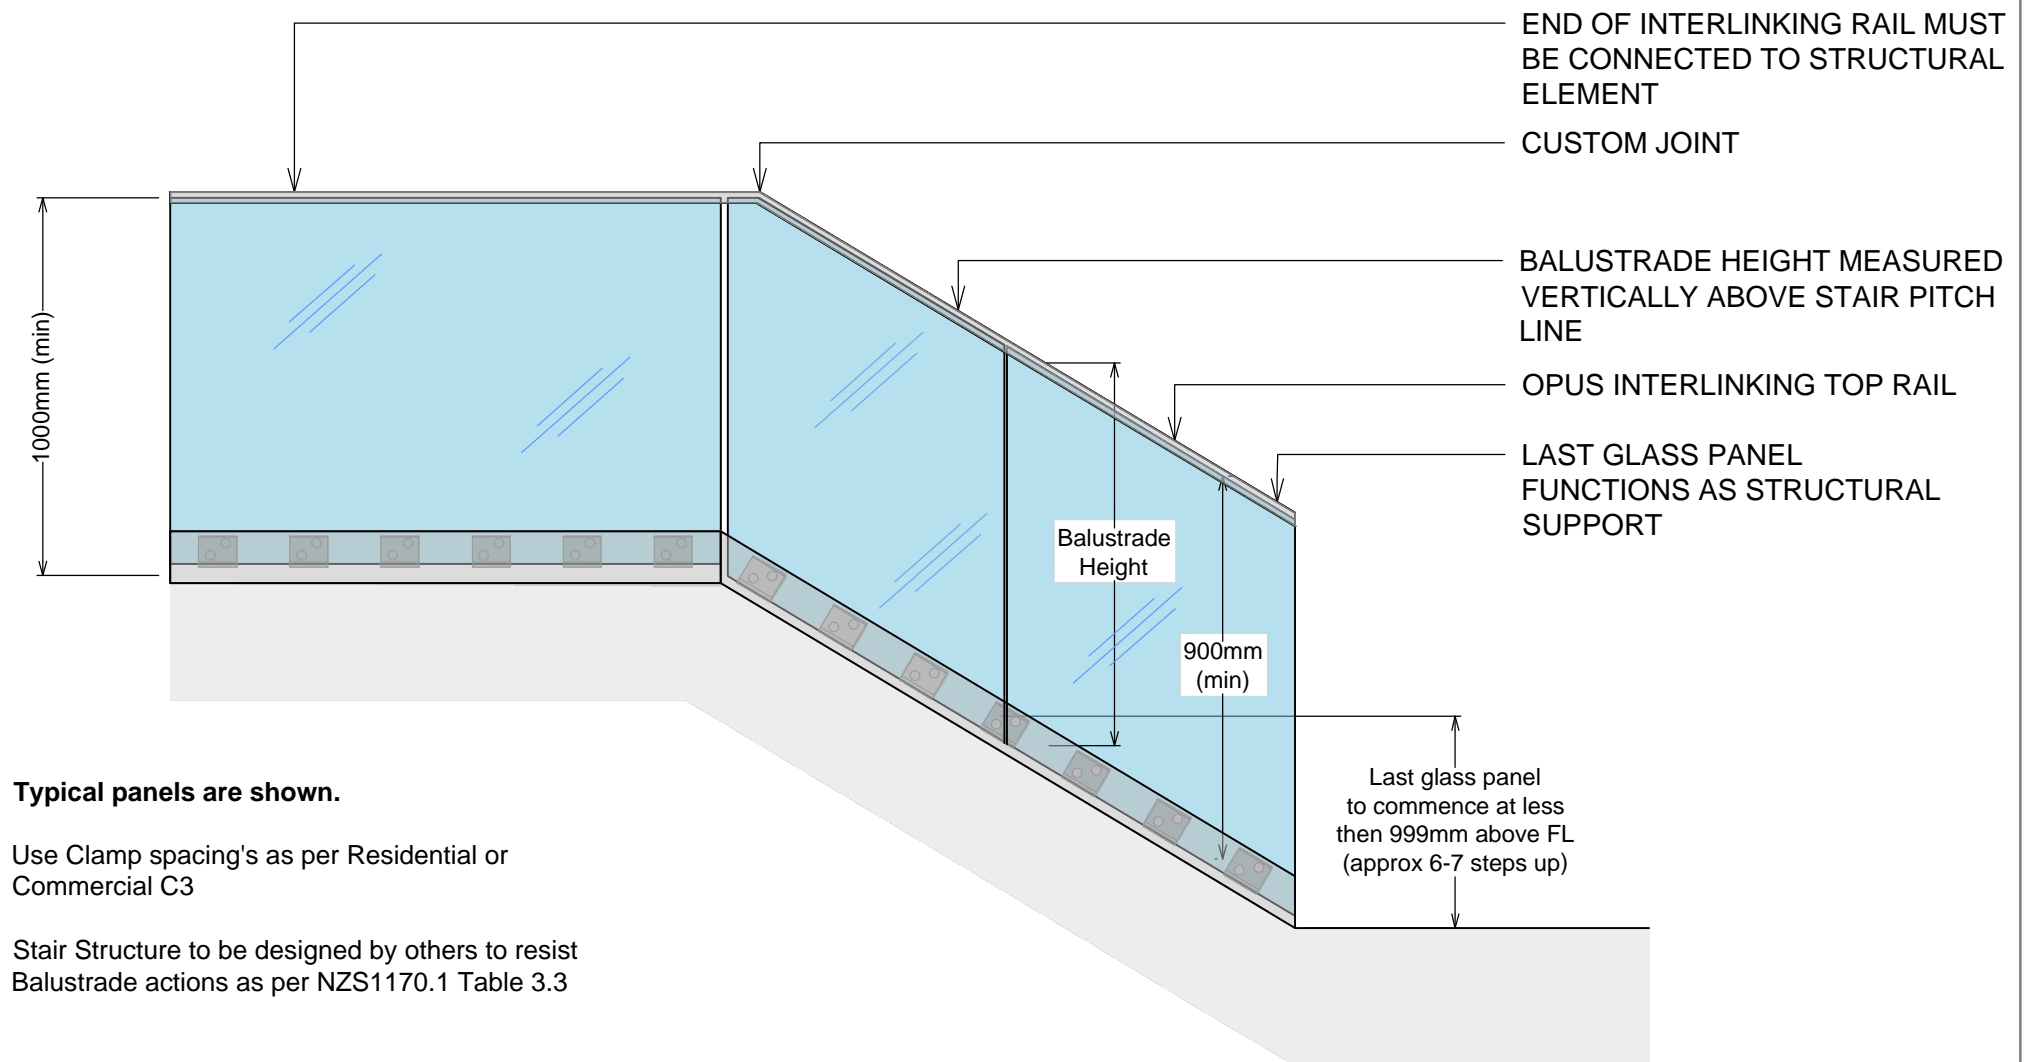 END OF INTERLINKING RAIL MUST
BE CONNECTED TO STRUCTURAL
ELEMENT
CUSTOM JOINT
BALUSTRADE HEIGHT MEASURED
VERTICALLY ABOVE STAIR PITCH
LINE
OPUS INTERLINKING TOP RAIL
LAST GLASS PANEL
FUNCTIONS AS STRUCTURAL
SUPPORT
1000mm (min)
Balustrade
Height
900mm
(min)
Last glass panel
to commence at less
then 999mm above FL
(approx 6-7 steps up)
Typical panels are shown.
Use Clamp spacing's as per Residential or
Commercial C3
Stair Structure to be designed by others to resist
Balustrade actions as per NZS1170.1 Table 3.3